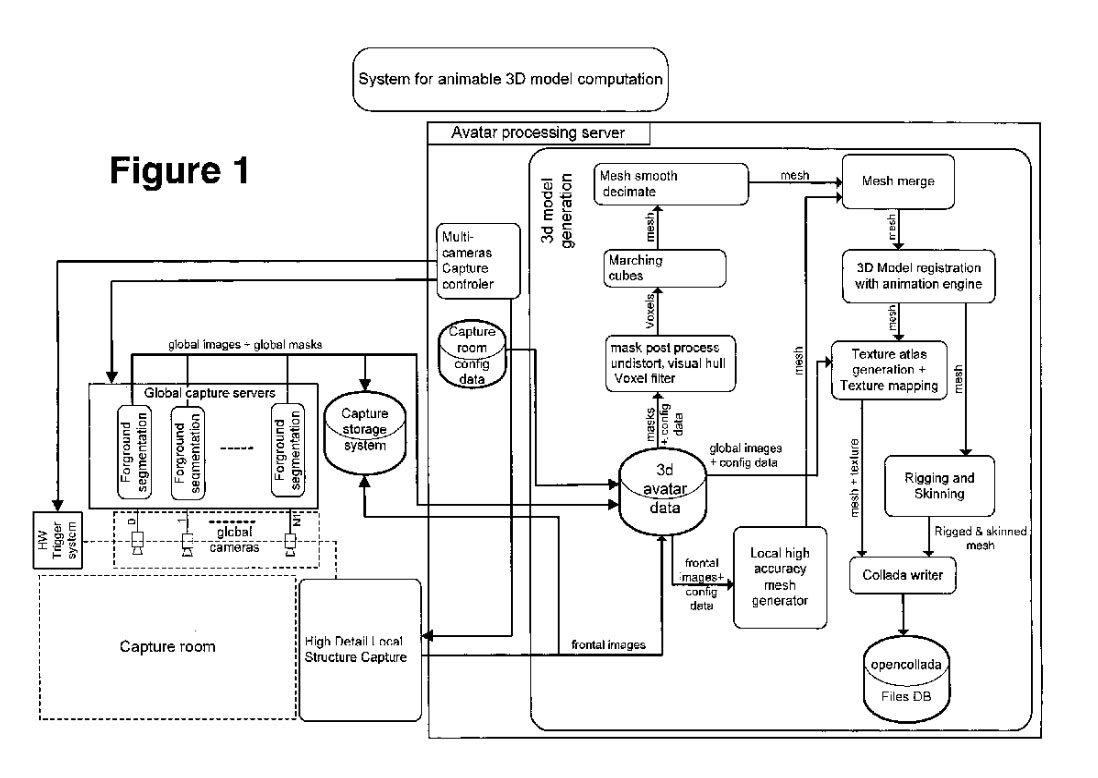 System for animable 3D model computation
Figure 1
Avatar processing server
3d model
generation
Mesh smooth
decimate
mesh
Mesh merge
mesh
mesh
Multi-
cameras
Capture
controler
Marching
cubes
3D Model registration
with animation engine
Voxels
mesh
mesh
mesh
Capture
room
config
data
mask post process
undistort, visual hull
Voxel filter
Texture atlas
generation +
Texture mapping
global images + global masks
Global capture servers
Forground
segmentation
Forground
segmentation
Forground
segmentation
Capture
storage
system
masks
+. config
data
global images
+ config data
3d
avatar
data
mesh + texture
Rigging and
Skinning
Rigged & skinned
mesh
HW
Trigger
system
0
1
N1
global
cameras
frontal
images+
config
data
Local high
accuracy
mesh
generator
Collada writer
Capture room
High Detail Local
Structure Capture
frontal images
opencollada
Files DB